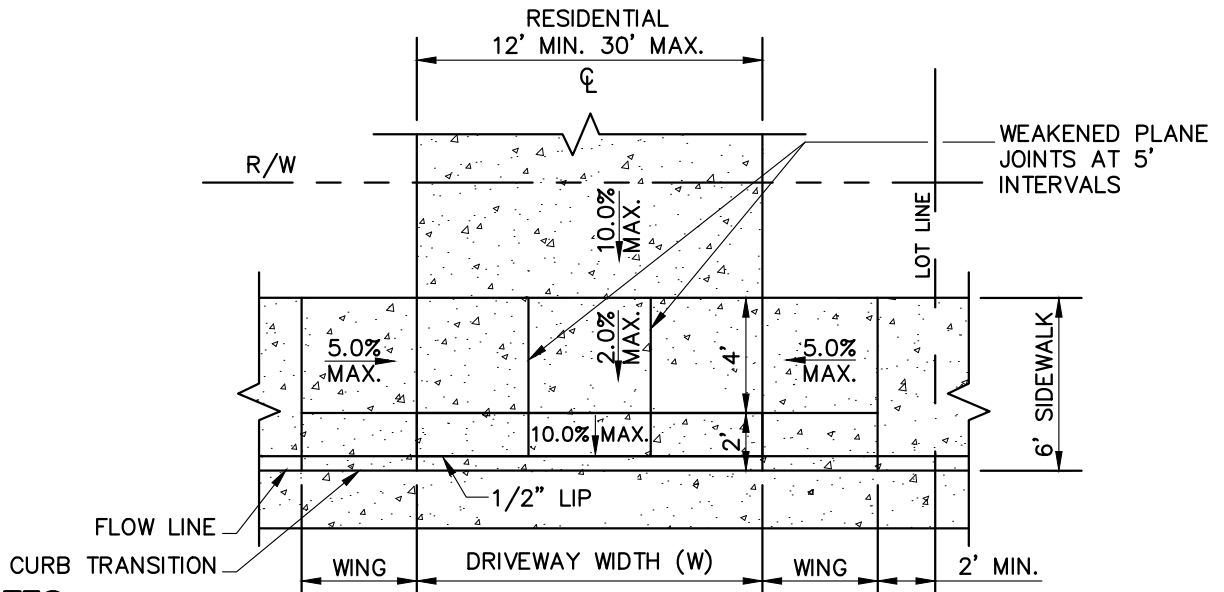 RESIDENTIAL
12' MIN. 30' MAX.
℄
R/W
WEAKENED PLANE
JOINTS AT 5'
INTERVALS
10.0%
MAX.
LOT LINE
5.0%
MAX.
2.0%
MAX.
4'
5.0%
MAX.
6' SIDEWALK
10.0% MAX.
2'
1/2" LIP
FLOW LINE
CURB TRANSITION
WING
DRIVEWAY WIDTH (W)
WING
2' MIN.